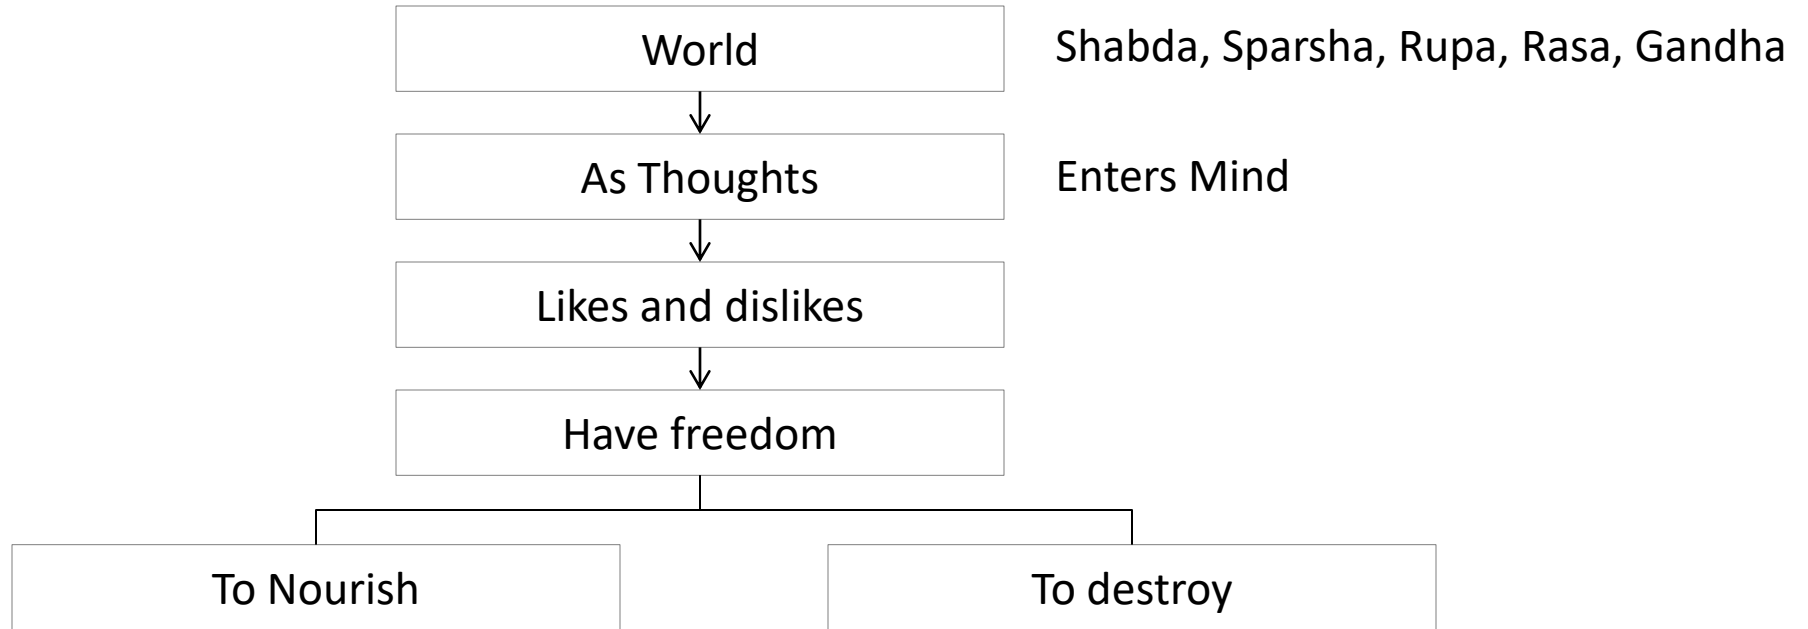 World
Shabda, Sparsha, Rupa, Rasa, Gandha
As Thoughts
Enters Mind
Likes and dislikes
Have freedom
To Nourish
To destroy